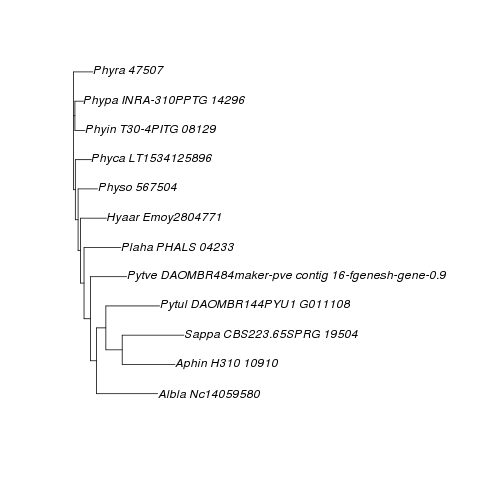 Phyra 47507
Phypa INRA-310PPTG 14296
Phyin T30-4PITG 08129
Phyca LT1534125896
Physo 567504
Hyaar Emoy2804771
Plaha PHALS 04233
Pytve DAOMBR484maker-pve contig 16-fgenesh-gene-0.9
Pytul DAOMBR144PYU1 G011108
Sappa CBS223.65SPRG 19504
Aphin H310 10910
Albla Nc14059580